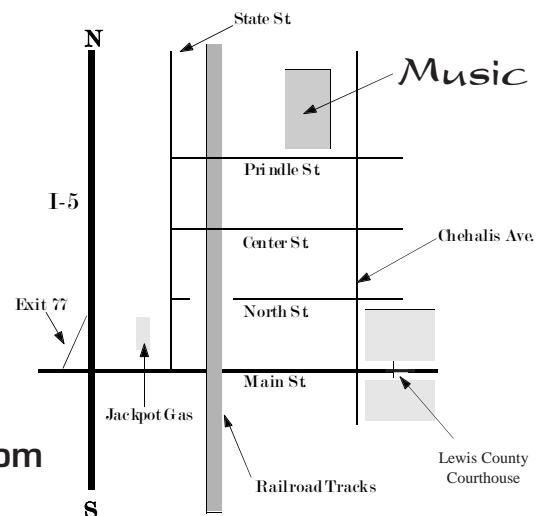 State St.
N
Music
Prindle St.
I-5
Center St.
Chehalis Ave.
Exit 77
North St.
Main St.
Jackpot Gas
om
Lewis County
Courthouse
Railroad Tracks
S